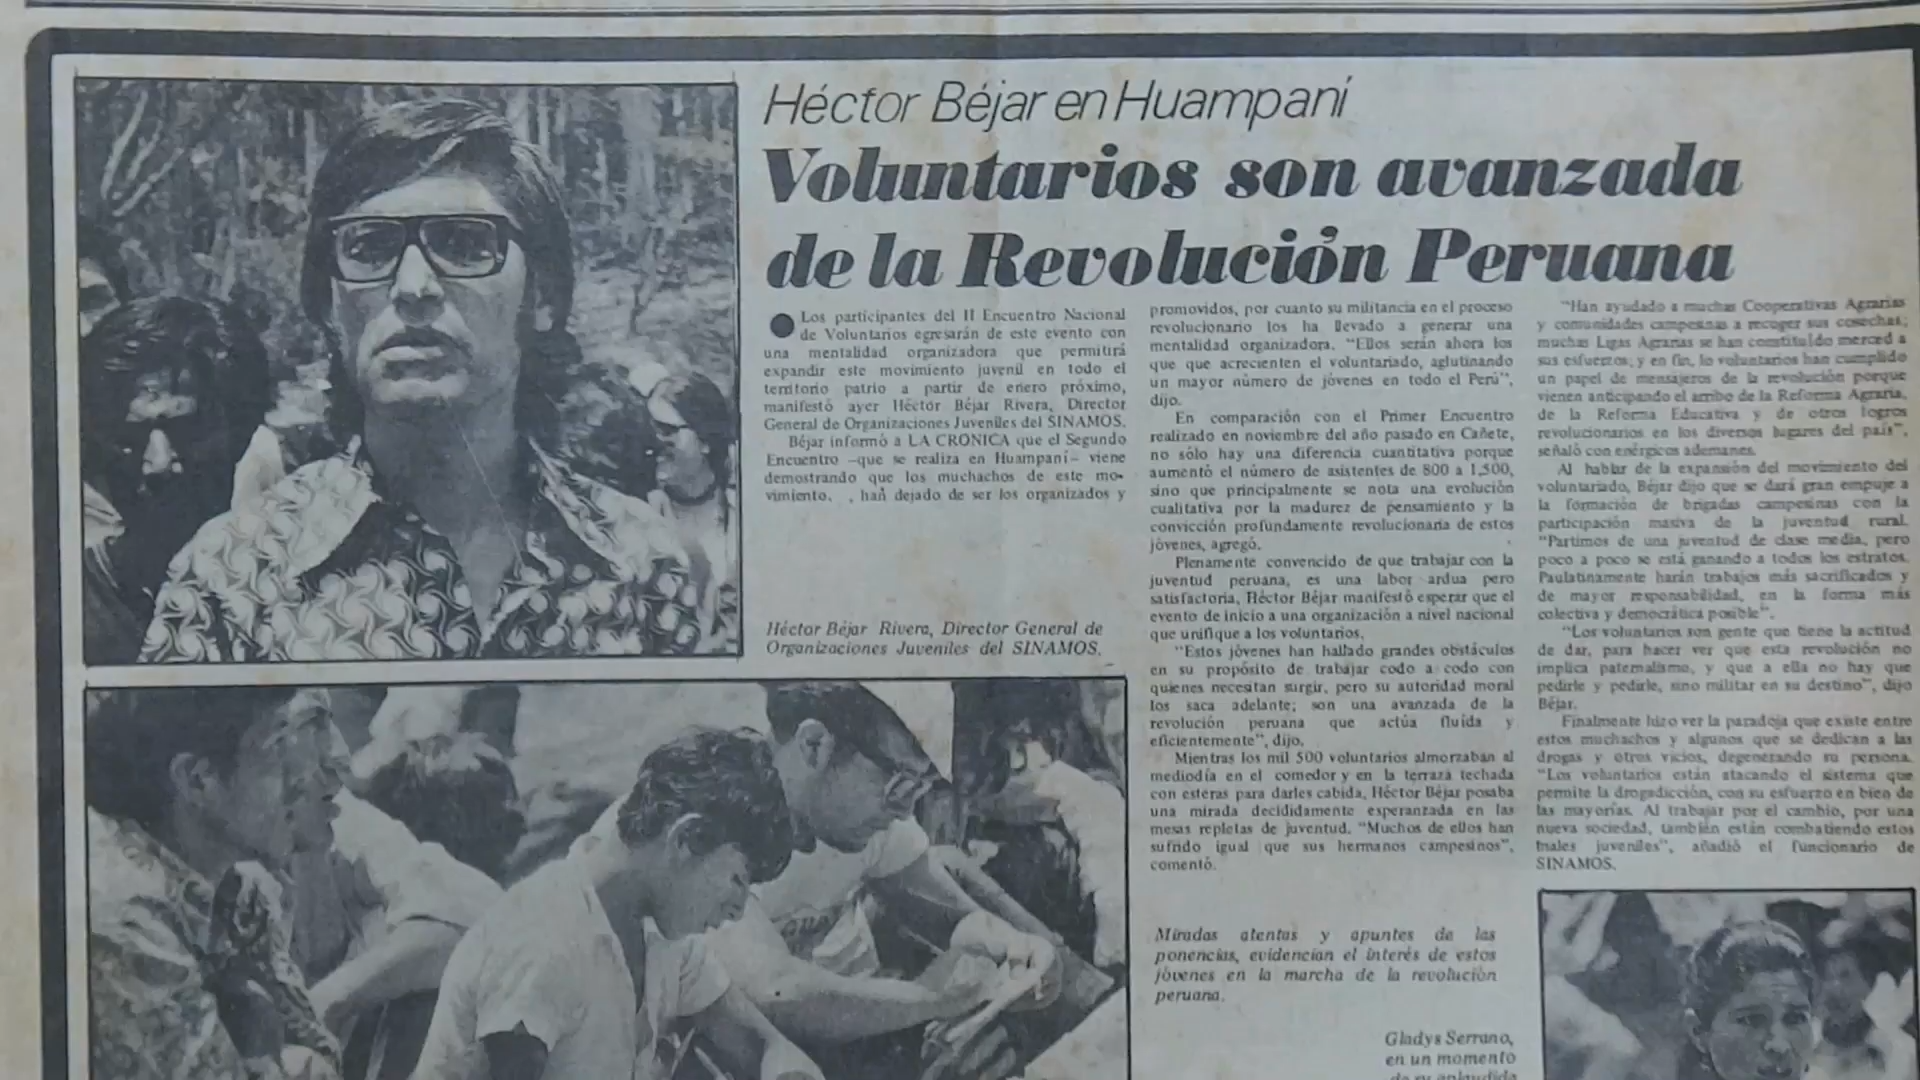 Héctor Béjar en Huampaní
Voluntarios son avanzada
de la Revolución Peruana
Los participantes del II Encuentro Nacional
de Voluntarios egresarán de este evento con
una mentalidad organizadora que permitirá
expandir este movimiento juvenil en todo el
territorio patrio a partir de enero próximo,
manifestó ayer Héctor Béjar Rivera, Director
General de Organizaciones Juveniles del SINAMOS.
Béjar informó a LA CRONICA que el Segundo
Encuentro -que se realiza en Huampaní- viene
demostrando que los muchachos de este mo-
vimiento, , han dejado de ser los organizados y
Héctor Béjar Rivera, Director General de
Organizaciones Juveniles del SINAMOS.
promovidos, por cuanto su militancia en el proceso
revolucionario los ha llevado a generar una
mentalidad organizadora. "Ellos serán ahora los
que que acrecienten el voluntariado, aglutinando
un mayor número de jóvenes en todo el Perú",
dijo.
En comparación con el Primer Encuentro
realizado en noviembre del año pasado en Cañete,
no sólo hay una diferencia cuantitativa porque
aumentó el número de asistentes de 800 a 1,500,
sino que principalmente se nota una evolución
cualitativa por la madurez de pensamiento y la
convicción profundamente revolucionaria de estos
jóvenes, agregó.
Plenamente convencido de que trabajar con la
juventud peruana, es una labor ardua pero
satisfactoria, Héctor Béjar manifestó esperar que el
evento de inicio a una organización a nivel nacional
que unifique a los voluntarios.
"Estos jóvenes han hallado grandes obstáculos
en su propósito de trabajar codo a codo con
quienes necesitan surgir, pero su autoridad moral
los saca adelante; son una avanzada de la
revolución peruana que actúa fluida y
eficientemente", dijo.
Mientras los mil 500 voluntarios almorzaban al
mediodía en el comedor y en la terraza techada
con esteras para darles cabida, Héctor Béjar posaba
una mirada decididamente esperanzada en las
mesas repletas de juventud. "Muchos de ellos han
sufrido igual que sus hermanos campesinos",
comentó.
Miradas atentas y apuntes de las
ponencias, evidencian el interés de estos
jóvenes en la marcha de la revolución
peruana.
Gladys Serrano,
en un momento
de su aplaudida
"Han ayudado a muchas Cooperativas Agrarias
y comunidades campesinas a recoger sus cosechas;
muchas Ligas Agrarias se han constituido merced a
sus esfuerzos; y en fin, lo voluntarios han cumplido
un papel de mensajeros de la revolución porque
vienen anticipando el arribo de la Reforma Agraria,
de la Reforma Educativa y de otros logros
revolucionarios en los diversos lugares del país",
señaló con enérgicos ademanes.
Al hablar de la expansión del movimiento del
voluntariado, Béjar dijo que se dará gran empuje a
la formación de brigadas campesinas con la
participación masiva de la juventud rural.
"Partimos de una juventud de clase media, pero
poco a poco se está ganando a todos los estratos.
Paulatinamente harán trabajos más sacrificados y
de mayor responsabilidad, en la forma más
colectiva y democrática posible".
"Los voluntarios son gente que tiene la actitud
de dar, para hacer ver que esta revolución no
implica paternalismo, y que a ella no hay que
pedirle y pedirle, sino militar en su destino", dijo
Béjar.
Finalmente hizo ver la paradoja que existe entre
estos muchachos y algunos que se dedican a las
drogas y otros vicios, degenerando su persona.
"Los voluntarios están atacando el sistema que
permite la drogadicción, con su esfuerzo en bien de
las mayorías. Al trabajar por el cambio, por una
nueva sociedad, también están combatiendo estos
males juveniles", añadió el funcionario de
SINAMOS.